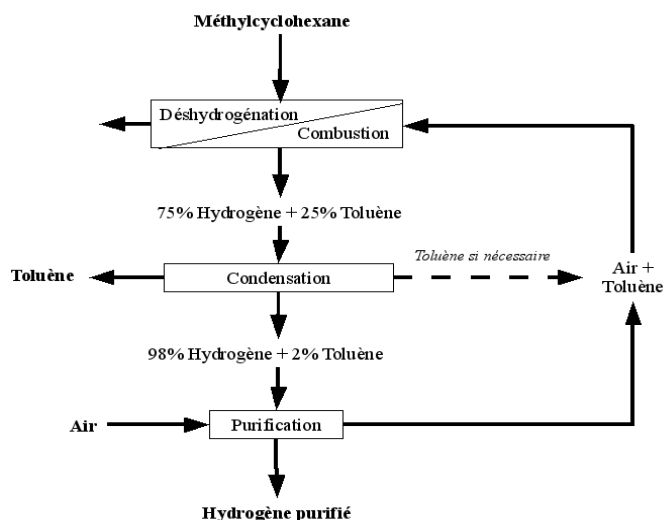 Méthylcyclohexane
Déshydrogénation
Combustion
75% Hydrogène + 25% Toluène
Toluène si nécessaire
Toluène
Condensation
Air +
Toluène
98% Hydrogène + 2% Toluène
Air
Purification
Hydrogène purifié